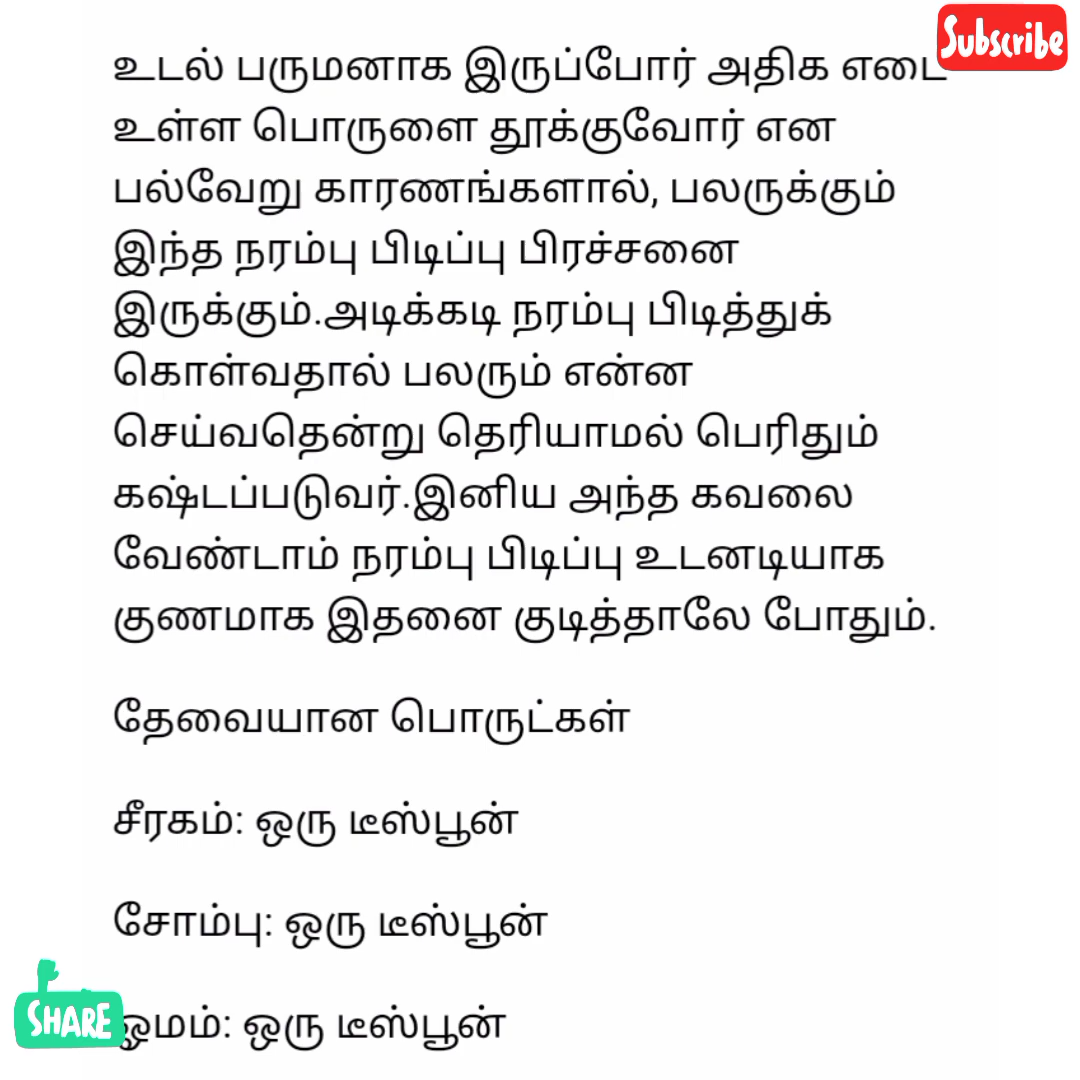 Subscribe
உடல் பருமனாக இருப்போர் அதிக எடை
உள்ள பொருளை தூக்குவோர் என
பல்வேறு காரணங்களால், பலருக்கும்
இந்த நரம்பு பிடிப்பு பிரச்சனை
இருக்கும்.அடிக்கடி நரம்பு பிடித்துக்
கொள்வதால் பலரும் என்ன
செய்வதென்று தெரியாமல் பெரிதும்
கஷ்டப்படுவர்.இனிய அந்த கவலை
வேண்டாம் நரம்பு பிடிப்பு உடனடியாக
குணமாக இதனை குடித்தாலே போதும்.
தேவையான பொருட்கள்
சீரகம்: ஒரு டீஸ்பூன்
சோம்பு: ஒரு டீஸ்பூன்
SHARE
ஓமம்: ஒரு டீஸ்பூன்